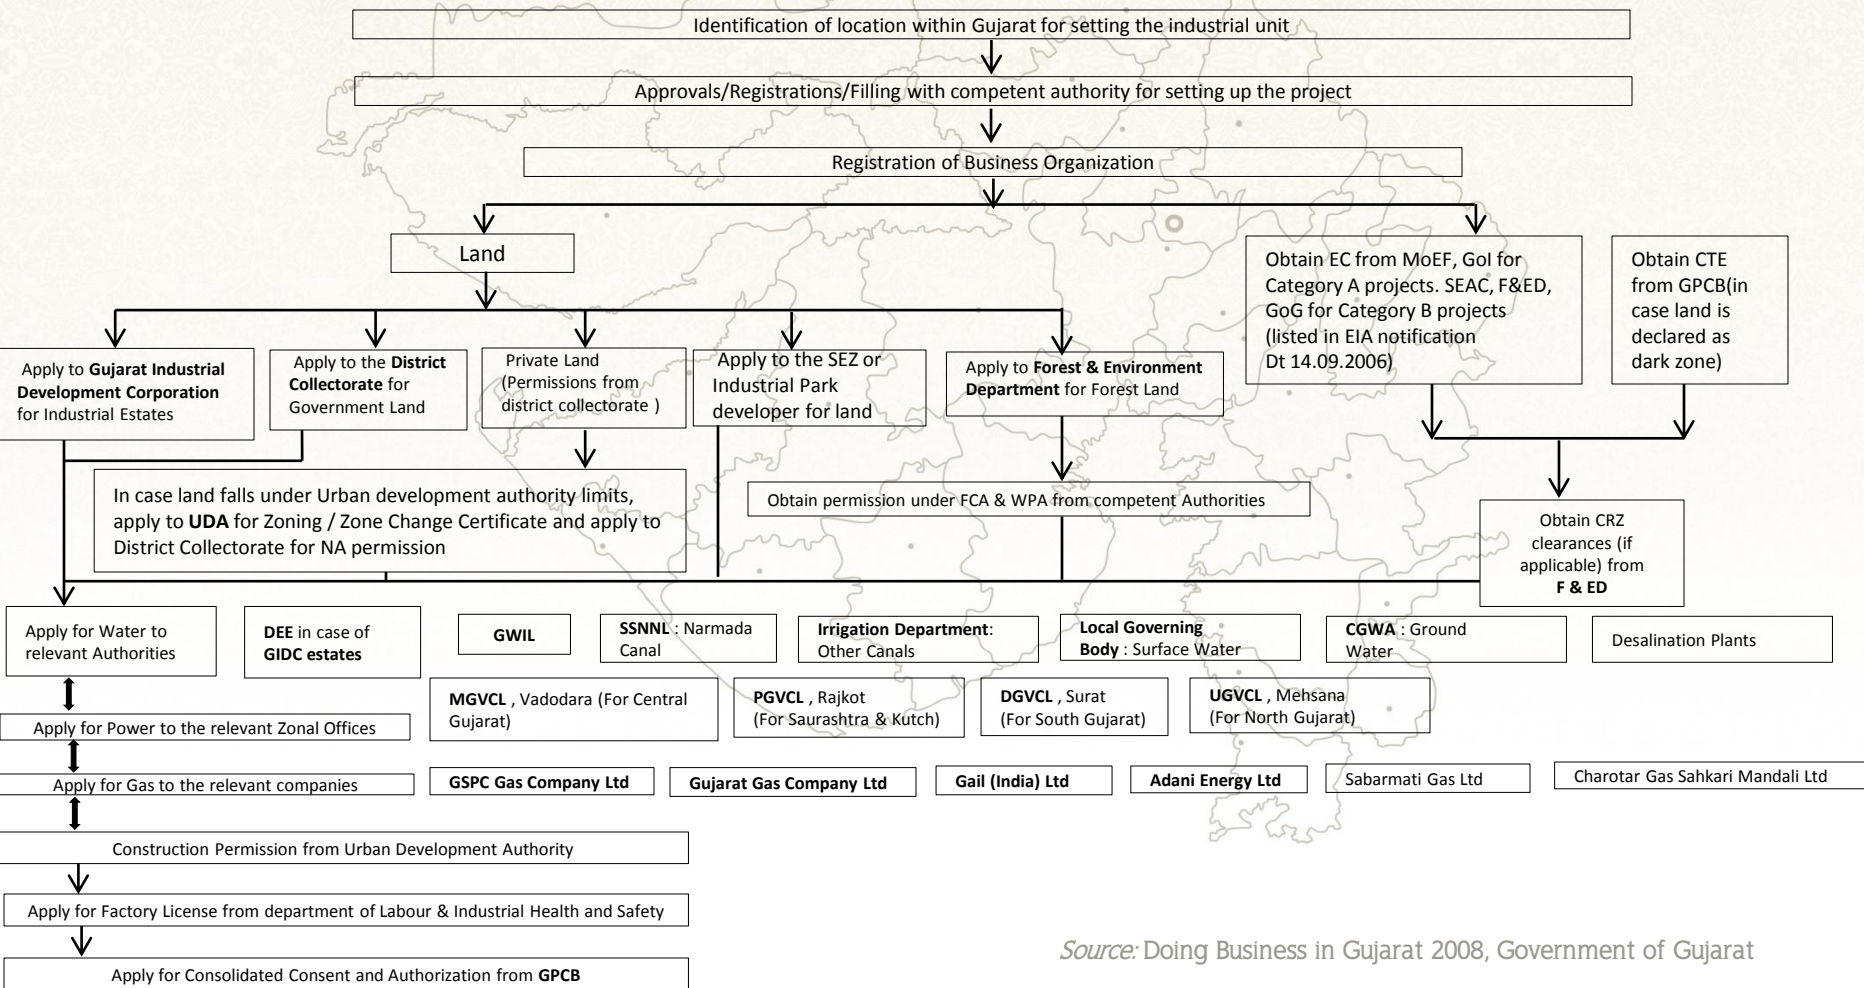 Identification of location within Gujarat for setting the industrial unit
Approvals/Registrations/Filling with competent authority for setting up the project
Registration of Business Organization
Land
Obtain EC from MoEF, GoI for
Category A projects. SEAC, F&ED,
GoG for Category B projects
(listed in EIA notification
Dt 14.09.2006)
Obtain CTE
from GPCB(in
case land is
declared as
dark zone)
Apply to Gujarat Industrial
Development Corporation
for Industrial Estates
Apply to the District
Collectorate for
Government Land
Private Land
(Permissions from
district collectorate )
Apply to the SEZ or
Industrial Park
developer for land
Apply to Forest & Environment
Department for Forest Land
In case land falls under Urban development authority limits,
apply to UDA for Zoning / Zone Change Certificate and apply to
District Collectorate for NA permission
Obtain permission under FCA & WPA from competent Authorities
Obtain CRZ
clearances (if
applicable) from
F & ED
Apply for Water to
relevant Authorities
DEE in case of
GIDC estates
GWIL
SSNNL : Narmada
Canal
Irrigation Department:
Other Canals
Local Governing
Body : Surface Water
CGWA : Ground
Water
Desalination Plants
MGVCL , Vadodara (For Central
Gujarat)
PGVCL , Rajkot
(For Saurashtra & Kutch)
DGVCL , Surat
(For South Gujarat)
UGVCL , Mehsana
(For North Gujarat)
Apply for Power to the relevant Zonal Offices
Apply for Gas to the relevant companies
GSPC Gas Company Ltd
Gujarat Gas Company Ltd
Gail (India) Ltd
Adani Energy Ltd
Sabarmati Gas Ltd
Charotar Gas Sahkari Mandali Ltd
Construction Permission from Urban Development Authority
Apply for Factory License from department of Labour & Industrial Health and Safety
Apply for Consolidated Consent and Authorization from GPCB
Source: Doing Business in Gujarat 2008, Government of Gujarat